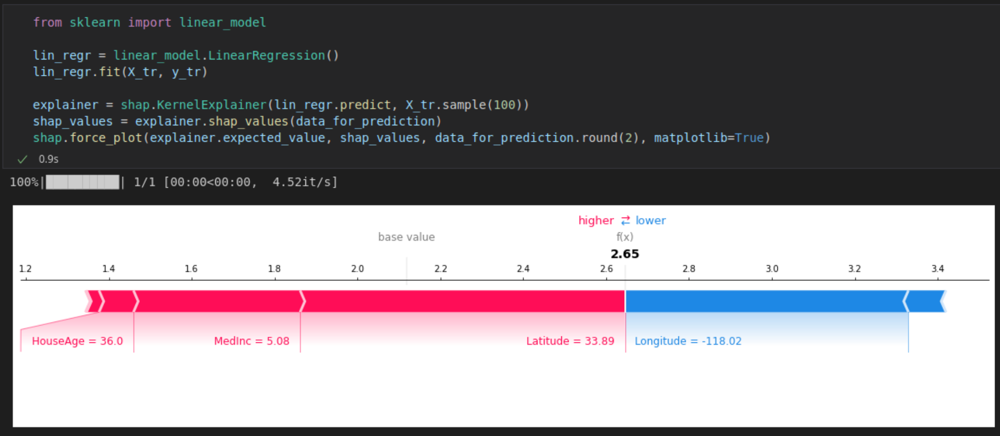 from sklearn import linear_model
lin_regr = linear_model.LinearRegression()
lin_regr.fit(X_tr, y_tr)
explainer = shap.KernelExplainer(lin_regr.predict, X_tr.sample(100))
shap_values = explainer.shap_values(data_for_prediction)
shap.force_plot(explainer.expected_value, shap_values, data_for_prediction.round(2), matplotlib=True)
✓ 0.9s
100%|██████████| 1/1 [00:00<00:00,  4.52it/s]
higher ⇄ lower
base value f(x)
2.65
1.2 1.4 1.6 1.8 2.0 2.2 2.4 2.6 2.8 3.0 3.2 3.4
HouseAge = 36.0 MedInc = 5.08 Latitude = 33.89 Longitude = -118.02